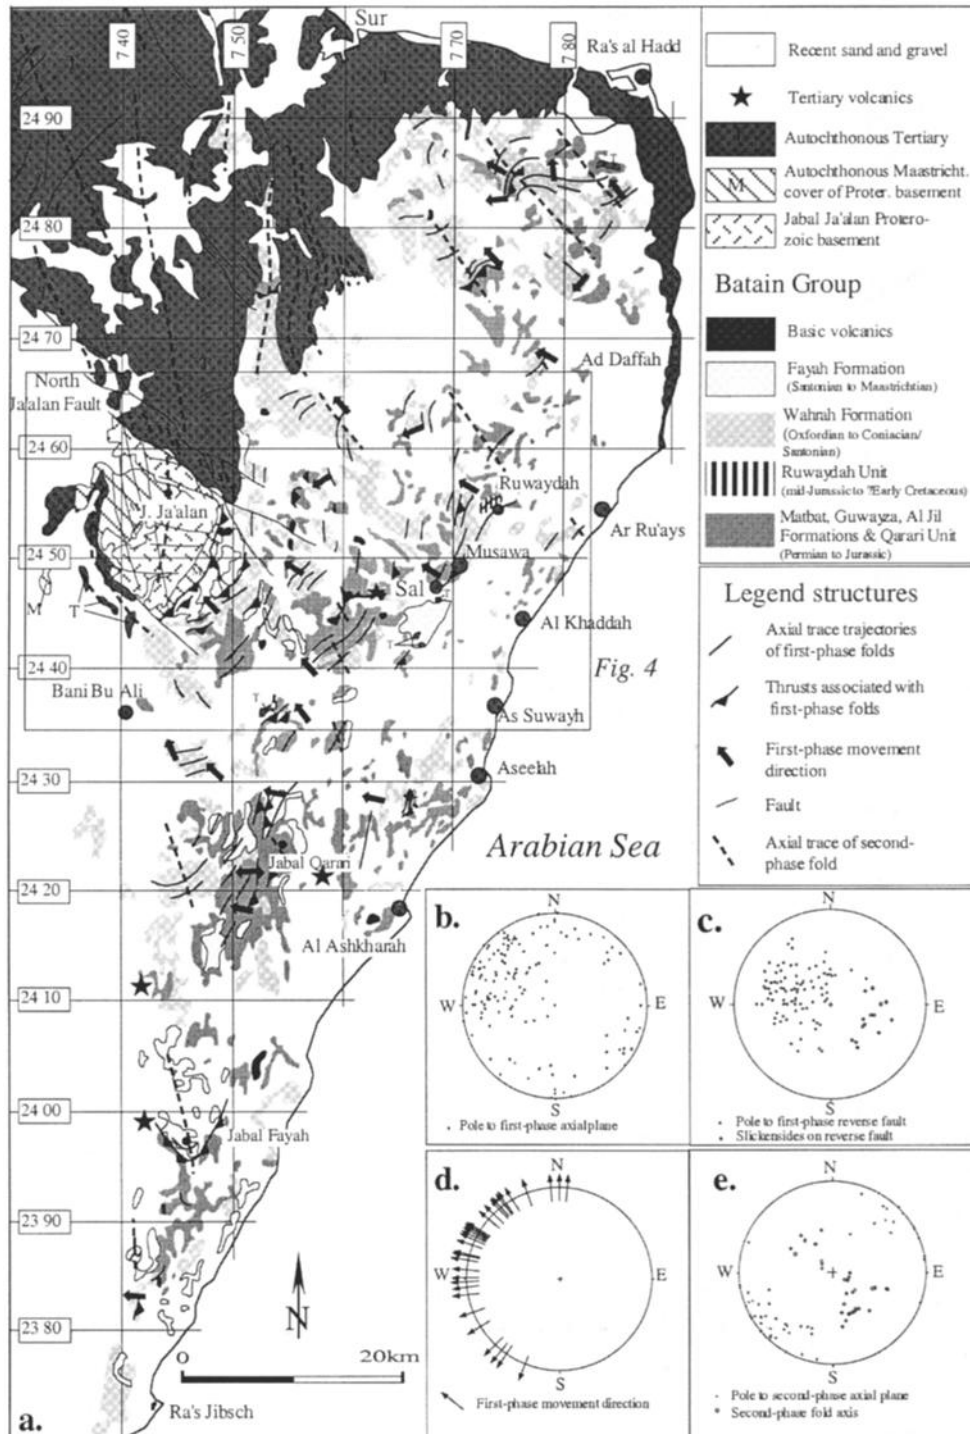 Sur
7 40
7 50
7 70
7 80
Ra's al Hadd
24 90
24 80
24 70
North
Ja'alan Fault
Ad Daffah
24 60
Ruwaydah
J. Ja'alan
Ar Ru'ays
24 50
Musawa
Sal
M
T
Al Khaddah
24 40
Fig. 4
Bani Bu Ali
T
As Suwayh
24 30
Aseelah
Arabian Sea
Jabal Qarari
24 20
Al Ashkharah
24 10
24 00
Jabal Fayah
23 90
N
23 80
0
20km
Ra's Jibsch
a.
Recent sand and gravel
Tertiary volcanics
Autochthonous Tertiary
M
Autochthonous Maastricht.
cover of Proter. basement
Jabal Ja'alan Protero-
zoic basement
Batain Group
Basic volcanics
Fayah Formation
(Santonian to Maastrichtian)
Wahrah Formation
(Oxfordian to Coniacian/
Santonian)
Ruwaydah Unit
(mid-Jurassic to ?Early Cretaceous)
Matbat, Guwayza, Al Jil
Formations & Qarari Unit
(Permian to Jurassic)
Legend structures
Axial trace trajectories
of first-phase folds
Thrusts associated with
first-phase folds
First-phase movement
direction
Fault
Axial trace of second-
phase fold
b.
N
W
E
S
Pole to first-phase axial plane
c.
N
W
E
S
Pole to first-phase reverse fault
Slickensides on reverse fault
d.
N
W
E
S
First-phase movement direction
e.
N
W
E
S
Pole to second-phase axial plane
Second-phase fold axis